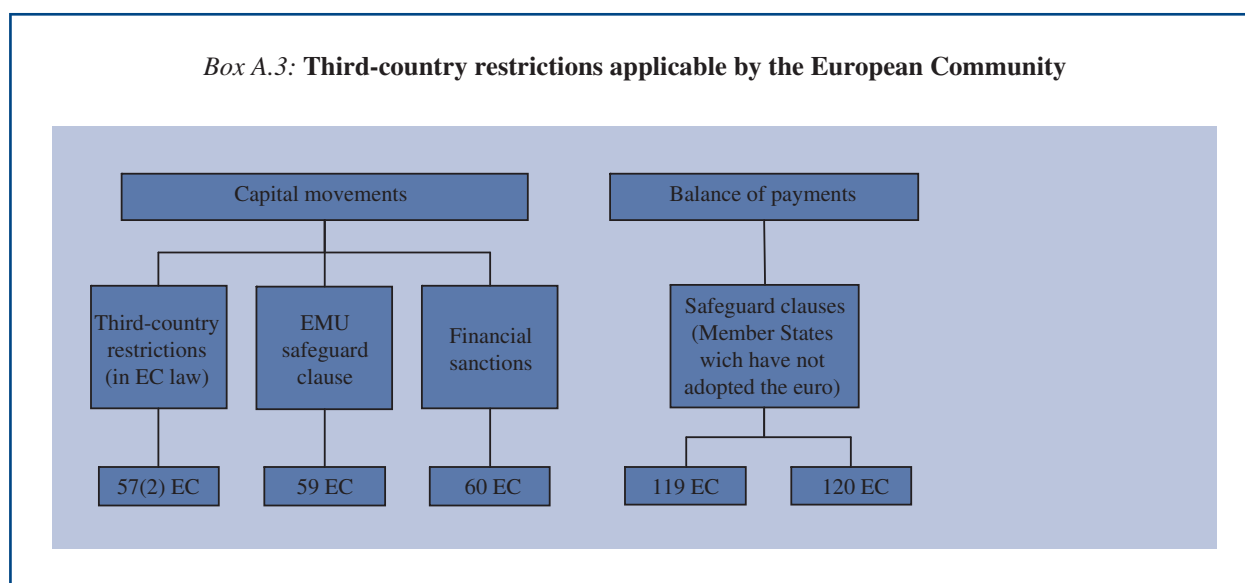 Box A.3: Third-country restrictions applicable by the European Community
Capital movements
Balance of payments
Third-country
restrictions
(in EC law)
EMU
safeguard
clause
Financial
sanctions
Safeguard clauses
(Member States
wich have not
adopted the euro)
57(2) EC
59 EC
60 EC
119 EC
120 EC